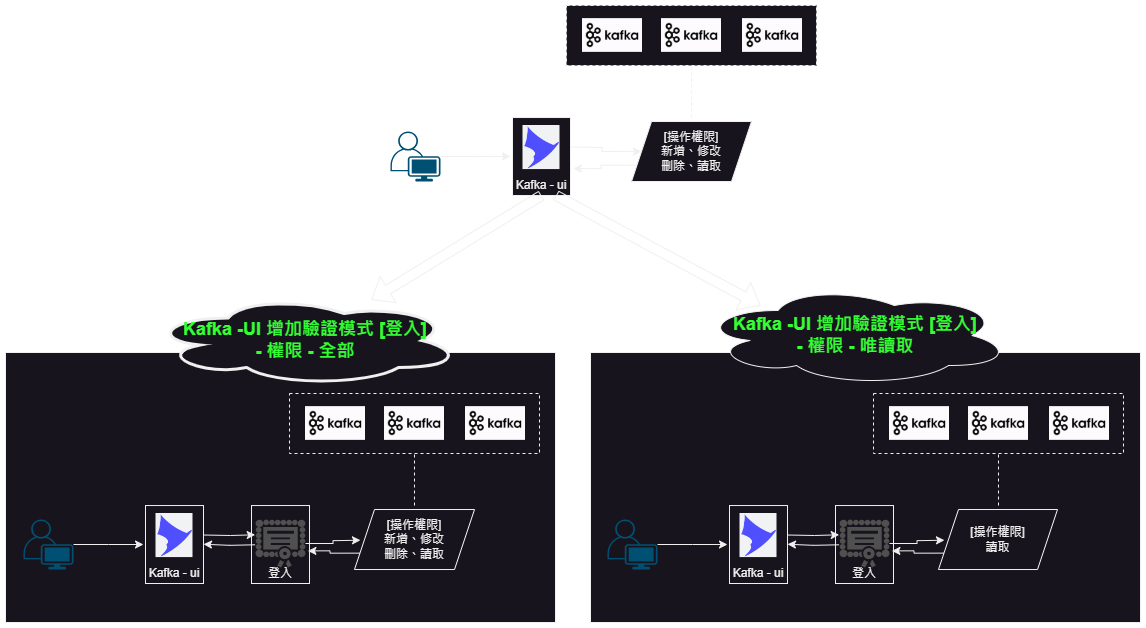 kafka
kafka
kafka
[操作權限]
新增、修改
刪除、讀取
Kafka - ui
Kafka -UI 增加驗證模式 [登入]
- 權限 - 全部
Kafka -UI 增加驗證模式 [登入]
- 權限 - 唯讀取
kafka
kafka
kafka
[操作權限]
新增、修改
刪除、讀取
Kafka - ui
登入
kafka
kafka
kafka
[操作權限]
讀取
Kafka - ui
登入